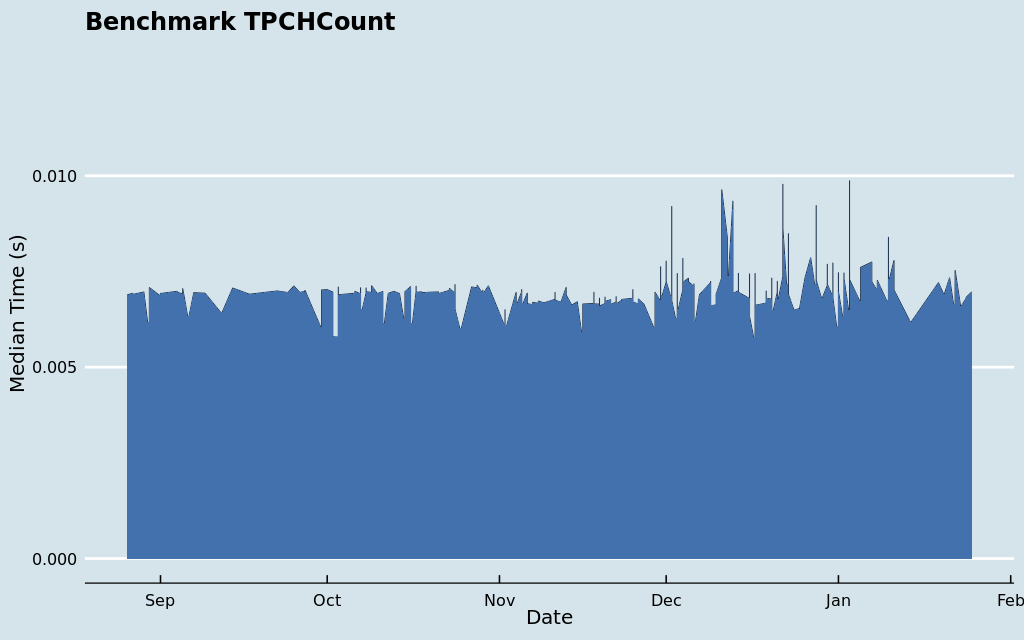 Benchmark TPCHCount
0.010
0.005
0.000
Median Time (s)
Sep Oct Nov Dec Jan Feb
Date